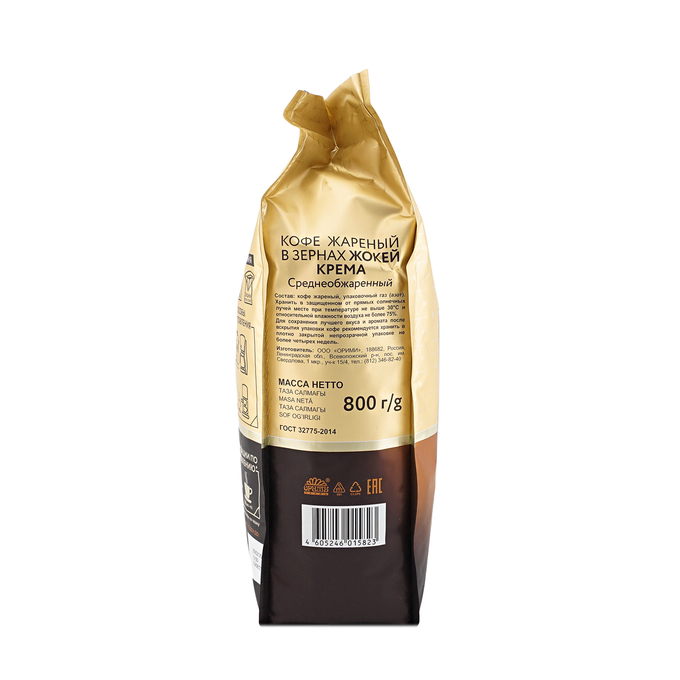 КОФЕ ЖАРЕНЫЙ
В ЗЕРНАХ ЖОКЕЙ
КРЕМА
Среднеобжаренный
Состав: кофе жареный, упаковочный газ (азот).
Хранить в защищенном от прямых солнечных
лучей месте при температуре не выше 30°С и
относительной влажности воздуха не более 75%.
Для сохранения лучшего вкуса и аромата после
вскрытия упаковки кофе рекомендуется хранить в
плотно закрытой непрозрачной упаковке не
более четырех недель.
Изготовитель: ООО «ОРИМИ», 188682, Россия,
Ленинградская обл., Всеволожский р-н, пос. им.
Свердлова, 1 мкр., уч-к 15/4, тел.: (812) 346-82-40
МАССА НЕТТО
ТАЗА САЛМАҒЫ
MASA NETĂ
ТАЗА САЛМАГЫ
SOF OG'IRLIGI
800 г/g
ГОСТ 32775-2014
ОРИМИ
EAC
4 605246 015823